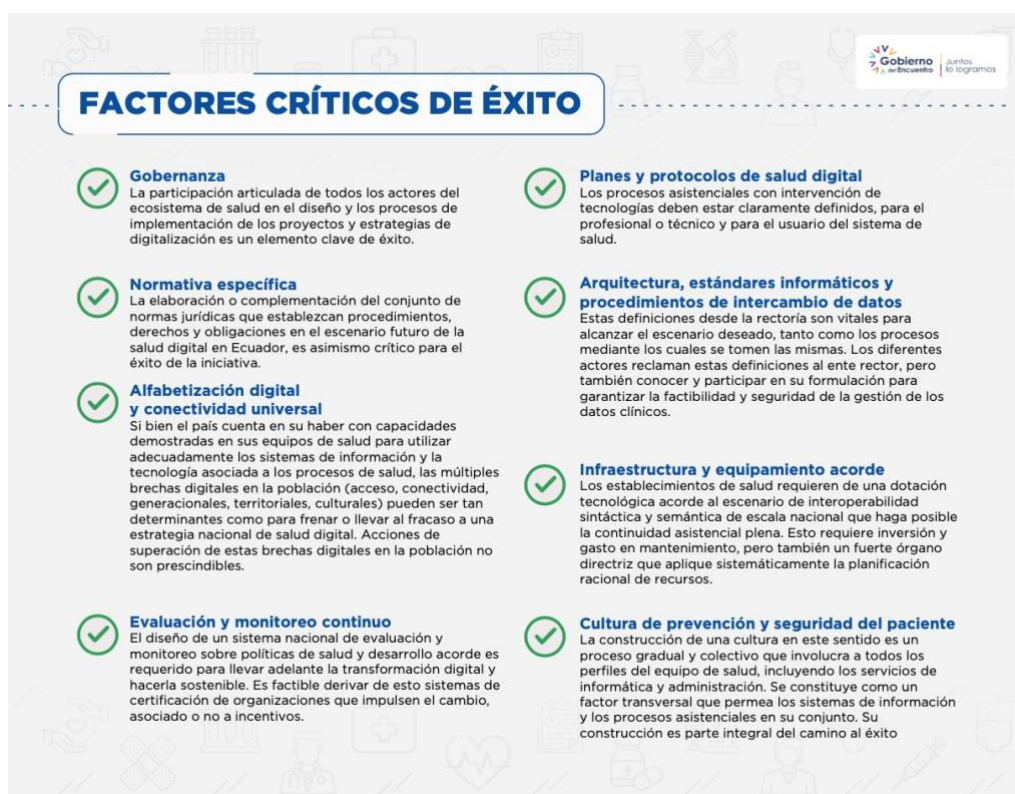 Gobierno
del Encuentro
Juntos
lo logramos
FACTORES CRÍTICOS DE ÉXITO
Gobernanza
La participación articulada de todos los actores del
ecosistema de salud en el diseño y los procesos de
implementación de los proyectos y estrategias de
digitalización es un elemento clave de éxito.
Normativa específica
La elaboración o complementación del conjunto de
normas jurídicas que establezcan procedimientos,
derechos y obligaciones en el escenario futuro de la
salud digital en Ecuador, es asimismo crítico para el
éxito de la iniciativa.
Alfabetización digital
y conectividad universal
Si bien el país cuenta en su haber con capacidades
demostradas en sus equipos de salud para utilizar
adecuadamente los sistemas de información y la
tecnología asociada a los procesos de salud, las múltiples
brechas digitales en la población (acceso, conectividad,
generacionales, territoriales, culturales) pueden ser tan
determinantes como para frenar o llevar al fracaso a una
estrategia nacional de salud digital. Acciones de
superación de estas brechas digitales en la población no
son prescindibles.
Evaluación y monitoreo continuo
El diseño de un sistema nacional de evaluación y
monitoreo sobre políticas de salud y desarrollo acorde es
requerido para llevar adelante la transformación digital y
hacerla sostenible. Es factible derivar de esto sistemas de
certificación de organizaciones que impulsen el cambio,
asociado o no a incentivos.
Planes y protocolos de salud digital
Los procesos asistenciales con intervención de
tecnologías deben estar claramente definidos, para el
profesional o técnico y para el usuario del sistema de
salud.
Arquitectura, estándares informáticos y
procedimientos de intercambio de datos
Estas definiciones desde la rectoría son vitales para
alcanzar el escenario deseado, tanto como los procesos
mediante los cuales se tomen las mismas. Los diferentes
actores reclaman estas definiciones al ente rector, pero
también conocer y participar en su formulación para
garantizar la factibilidad y seguridad de la gestión de los
datos clínicos.
Infraestructura y equipamiento acorde
Los establecimientos de salud requieren de una dotación
tecnológica acorde al escenario de interoperabilidad
sintáctica y semántica de escala nacional que haga posible
la continuidad asistencial plena. Esto requiere inversión y
gasto en mantenimiento, pero también un fuerte órgano
directriz que aplique sistemáticamente la planificación
racional de recursos.
Cultura de prevención y seguridad del paciente
La construcción de una cultura en este sentido es un
proceso gradual y colectivo que involucra a todos los
perfiles del equipo de salud, incluyendo los servicios de
informática y administración. Se constituye como un
factor transversal que permea los sistemas de información
y los procesos asistenciales en su conjunto. Su
construcción es parte integral del camino al éxito